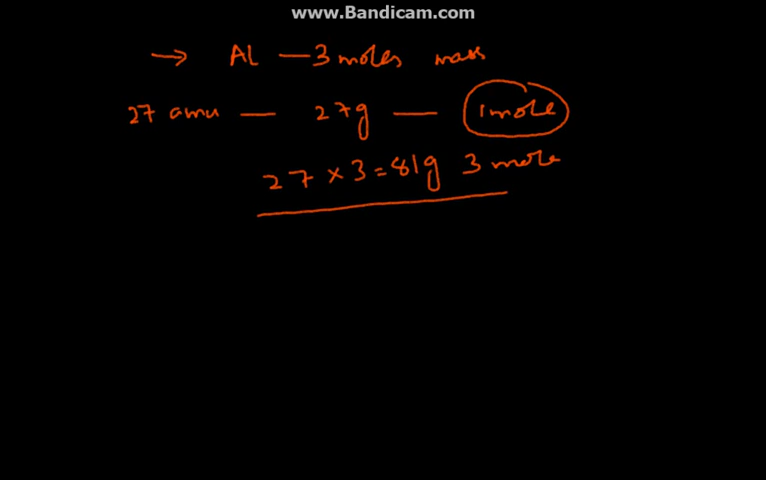 www.Bandicam.com
→ Al — 3 moles mass
27 amu — 27g — 1 mole
27 × 3 = 81g 3 mole